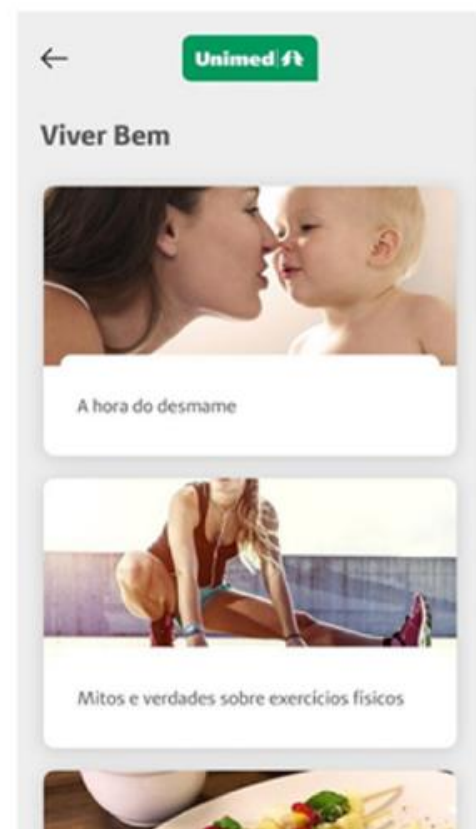 Unimed
Viver Bem
A hora do desmame
Mitos e verdades sobre exercícios físicos